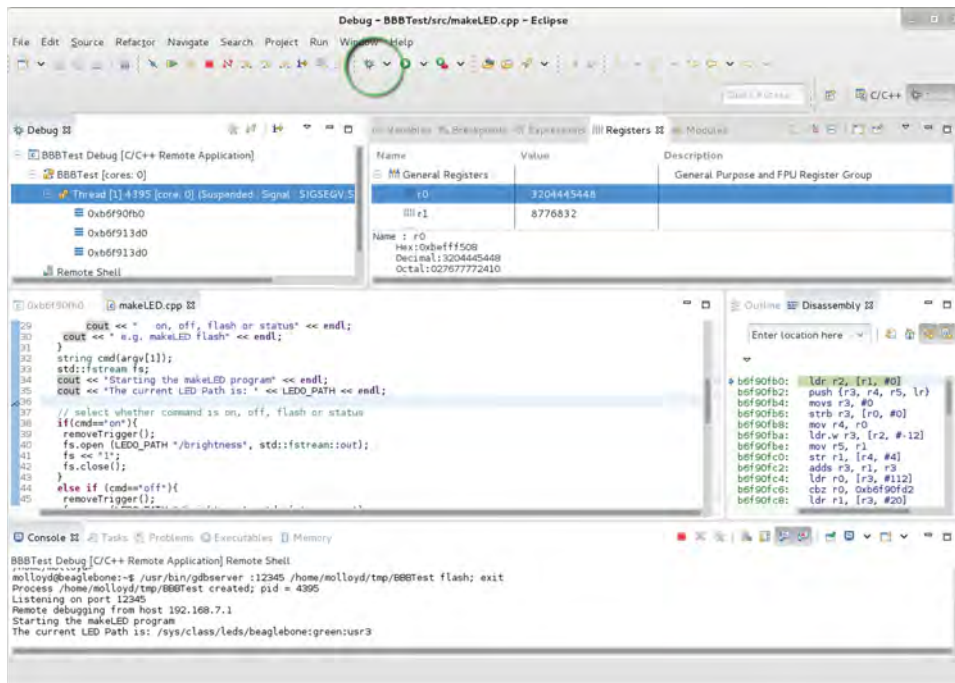 Debug - BBBTest/src/makeLED.cpp - Eclipse
File Edit Source Refactor Navigate Search Project Run Window Help
C/C++
Debug
Variables Breakpoints Expressions Registers Modules
BBBTest Debug [C/C++ Remote Application]
BBBTest [cores: 0]
Thread [1] 4395 [core: 0] (Suspended : Signal : SIGSEGV:S
0xb6f90fb0
0xb6f913d0
0xb6f913d0
Remote Shell
Name Value Description
General Registers General Purpose and FPU Register Group
r0 3204445448
r1 8776832
Name : r0
Hex:0xbefff508
Decimal:3204445448
Octal:027677772410
0xb6f90fb0 makeLED.cpp
29 cout << " on, off, flash or status" << endl;
30 cout << " e.g. makeLED flash" << endl;
31 }
32 string cmd(argv[1]);
33 std::fstream fs;
34 cout << "Starting the makeLED program" << endl;
35 cout << "The current LED Path is: " << LED0_PATH << endl;
36
37 // select whether command is on, off, flash or status
38 if(cmd=="on"){
39 removeTrigger();
40 fs.open (LED0_PATH "/brightness", std::fstream::out);
41 fs << "1";
42 fs.close();
43 }
44 else if (cmd=="off"){
45 removeTrigger();
Outline Disassembly
Enter location here
b6f90fb0: ldr r2, [r1, #0]
b6f90fb2: push {r3, r4, r5, lr}
b6f90fb4: movs r3, #0
b6f90fb6: strb r3, [r0, #0]
b6f90fb8: mov r4, r0
b6f90fba: ldr.w r3, [r2, #-12]
b6f90fbe: mov r5, r1
b6f90fc0: str r1, [r4, #4]
b6f90fc2: adds r3, r1, r3
b6f90fc4: ldr r0, [r3, #112]
b6f90fc6: cbz r0, 0xb6f90fd2
b6f90fc8: ldr r1, [r3, #20]
Console Tasks Problems Executables Memory
BBBTest Debug [C/C++ Remote Application] Remote Shell
molloyd@beaglebone:~$ /usr/bin/gdbserver :12345 /home/molloyd/tmp/BBBTest flash; exit
Process /home/molloyd/tmp/BBBTest created; pid = 4395
Listening on port 12345
Remote debugging from host 192.168.7.1
Starting the makeLED program
The current LED Path is: /sys/class/leds/beaglebone:green:usr3